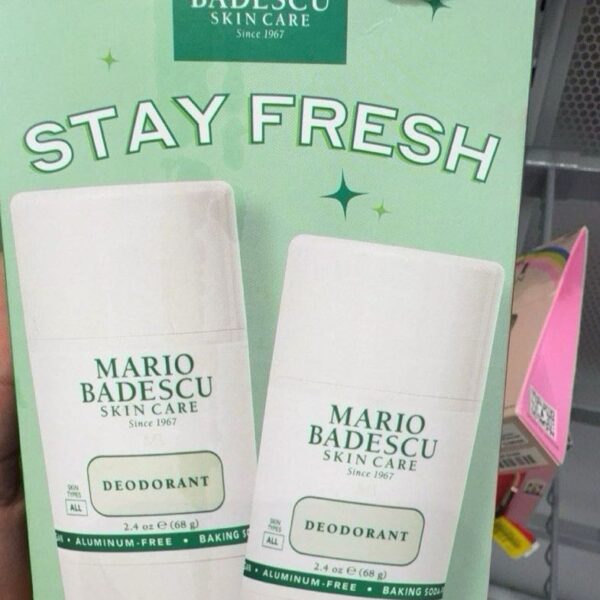 BADESCU
SKIN CARE
Since 1967
STAY FRESH
MARIO
BADESCU
SKIN CARE
Since 1967
SKIN
TYPES
ALL
DEODORANT
2.4 oz ℮ (68 g)
• ALUMINUM-FREE • BAKING
MARIO
BADESCU
SKIN CARE
Since 1967
SKIN
TYPES
ALL
DEODORANT
2.4 oz ℮ (68 g)
• ALUMINUM-FREE • BAKING SODA